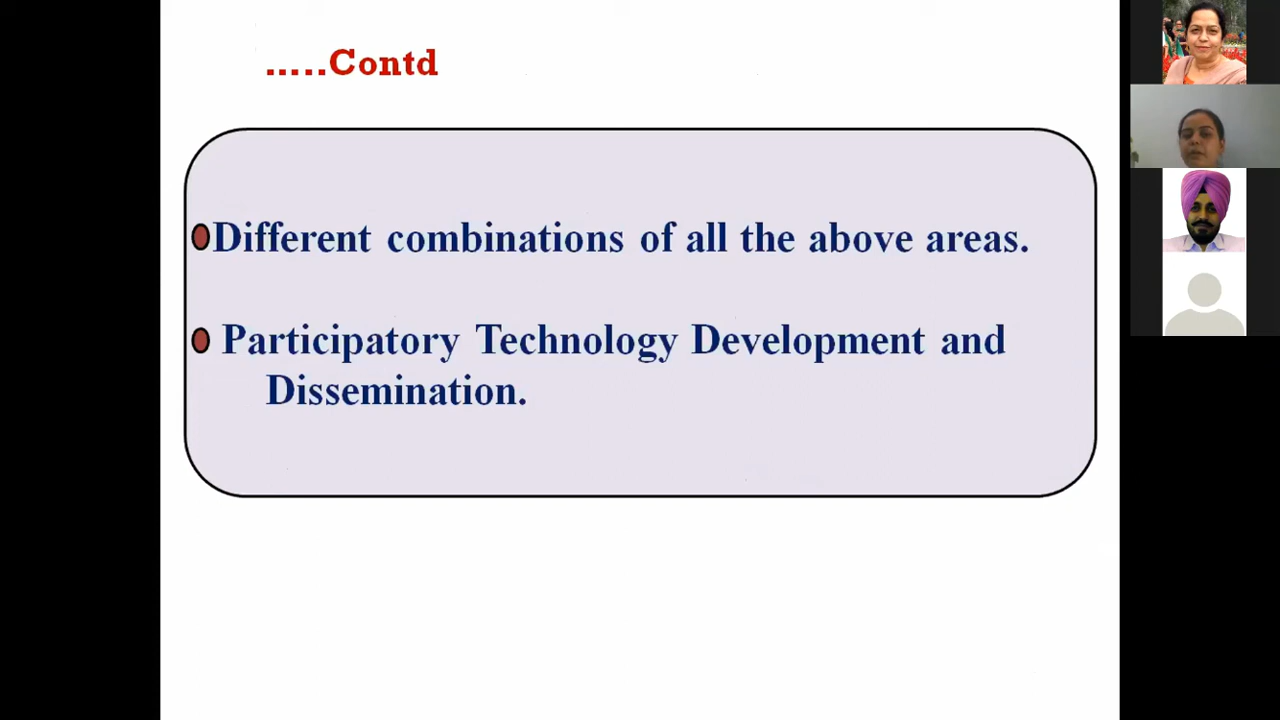 .....Contd
Different combinations of all the above areas.
Participatory Technology Development and
Dissemination.